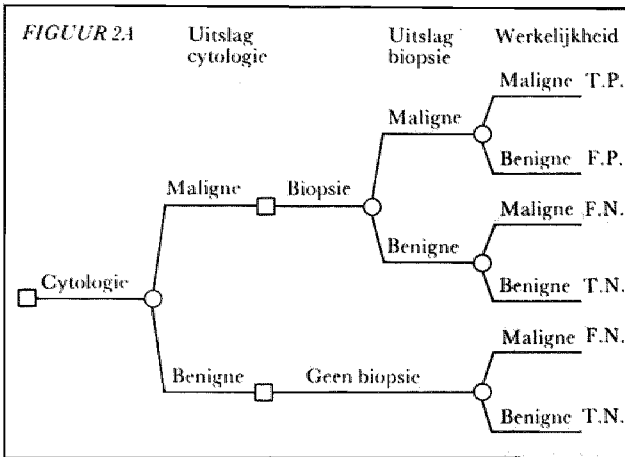 FIGUUR 2A
Uitslag cytologie
Uitslag biopsie
Werkelijkheid
Maligne T.P.
Maligne
Benigne F.P.
Maligne Biopsie
Maligne F.N.
Benigne
Benigne T.N.
Cytologie
Maligne F.N.
Benigne Geen biopsie
Benigne T.N.